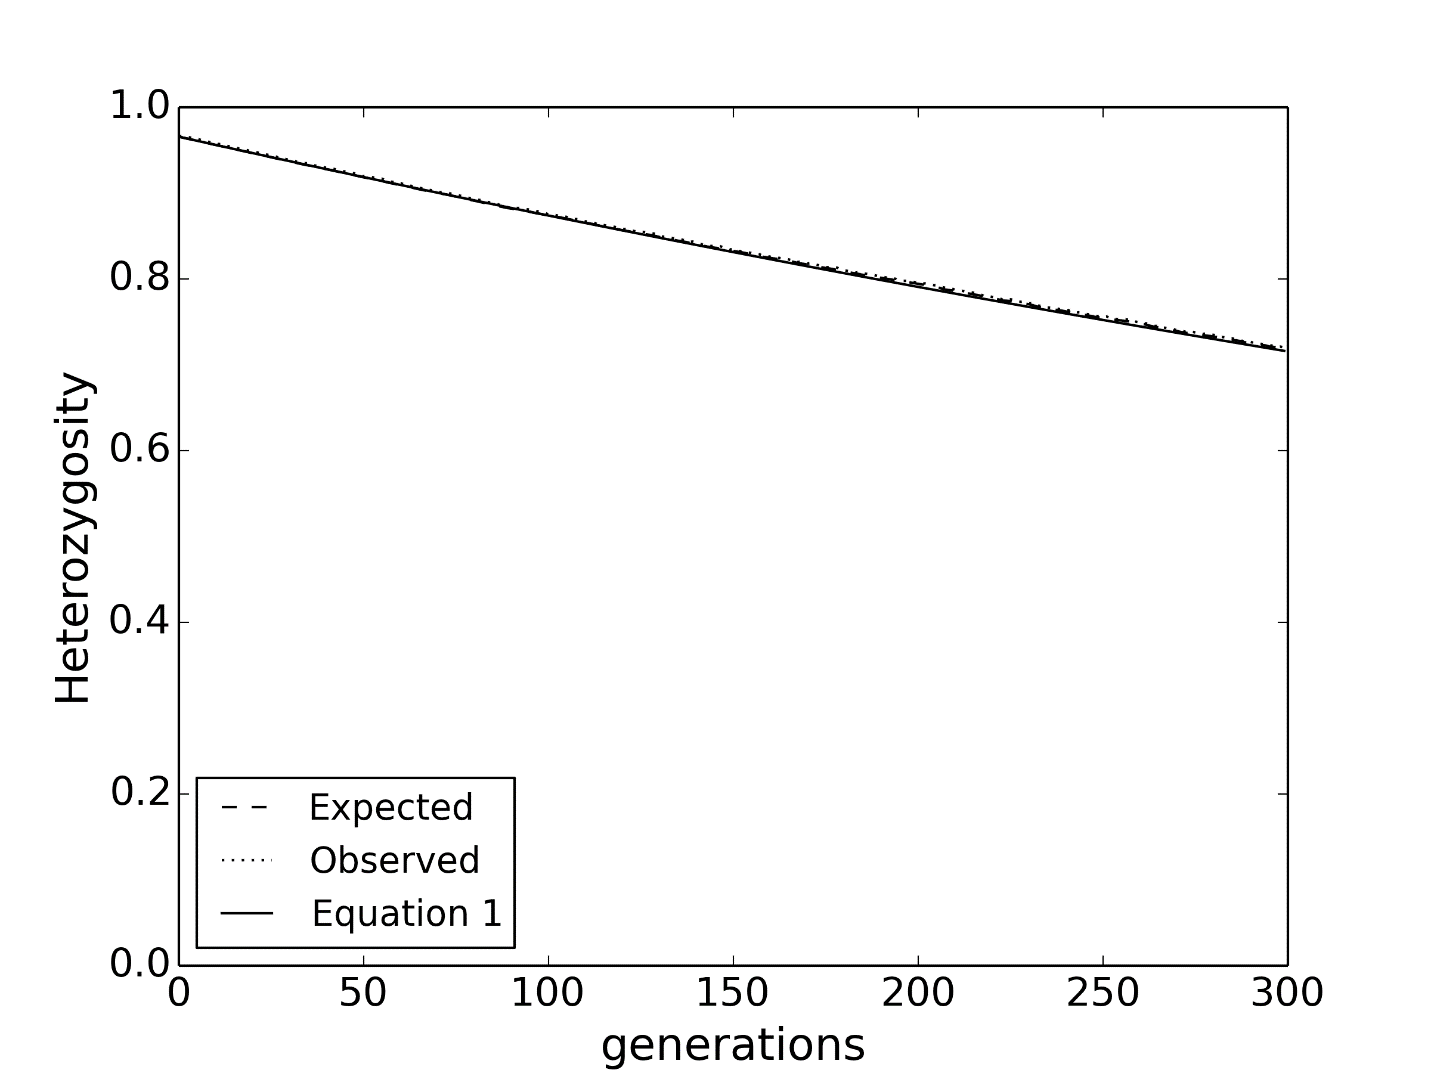 1.0
0.8
0.6
0.4
0.2
0.0
Heterozygosity
Expected
Observed
Equation 1
0 50 100 150 200 250 300
generations